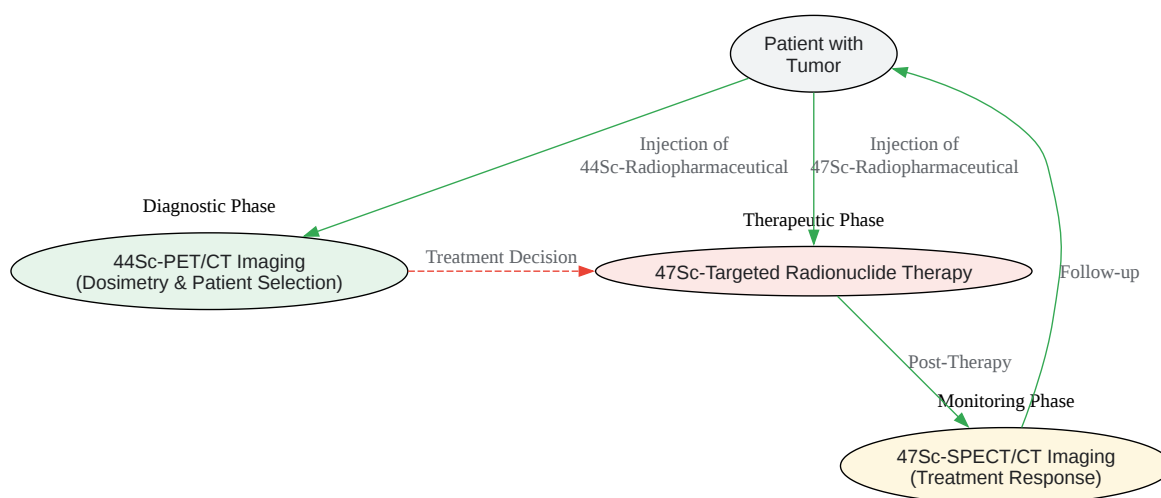 Patient with
Tumor
Injection of
44Sc-Radiopharmaceutical
Injection of
47Sc-Radiopharmaceutical
Diagnostic Phase
Therapeutic Phase
44Sc-PET/CT Imaging
(Dosimetry & Patient Selection)
Treatment Decision
47Sc-Targeted Radionuclide Therapy
Follow-up
Post-Therapy
Monitoring Phase
47Sc-SPECT/CT Imaging
(Treatment Response)